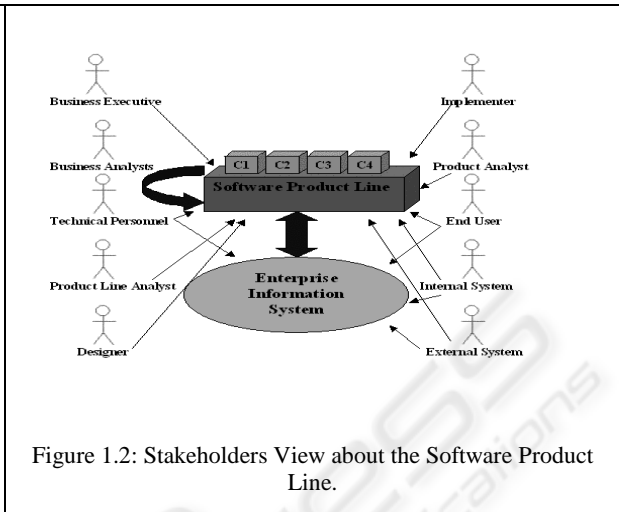 Business Executive
Implementer
C1 C2 C3 C4
Business Analysts
Product Analyst
Software Product Line
Technical Personnel
End User
Enterprise
Information
System
Product Line Analyst
Internal System
Designer
External System
Figure 1.2: Stakeholders View about the Software Product
Line.